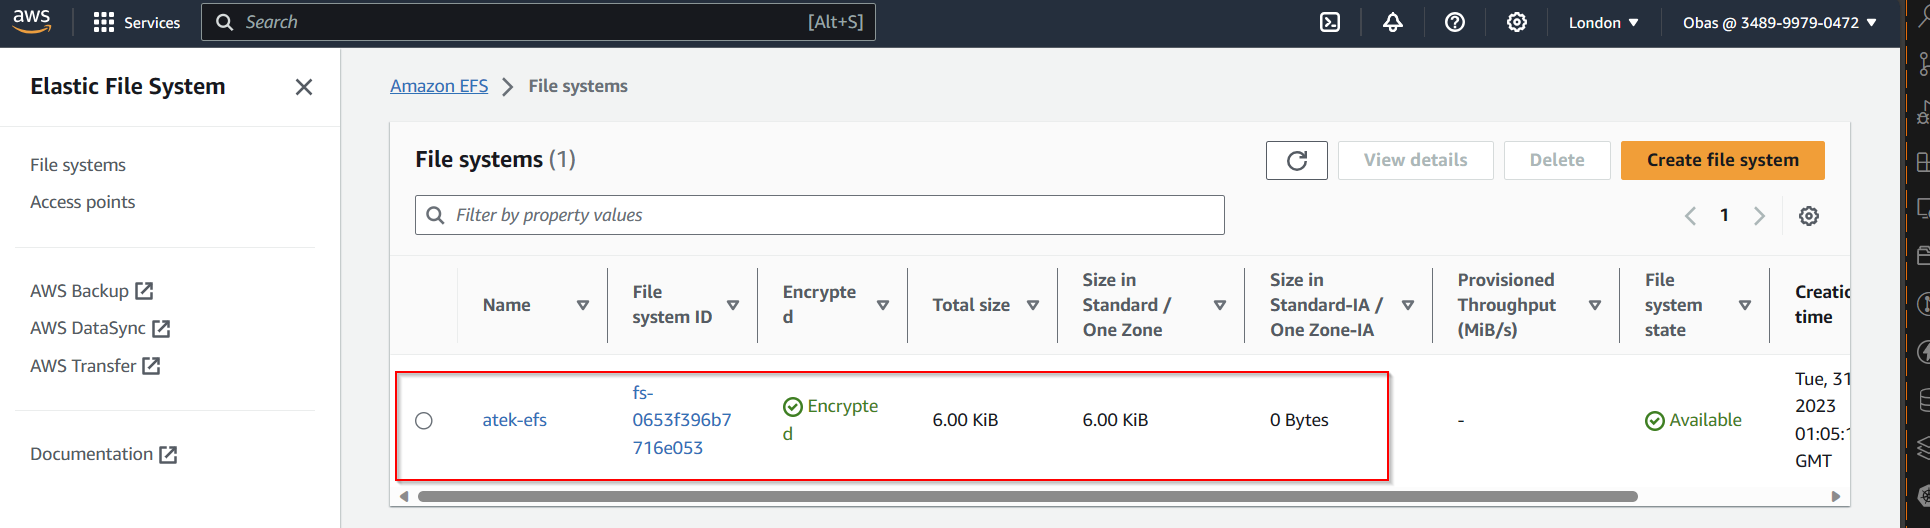 aws
Services
Search
[Alt+S]
London
Obas @ 3489-9979-0472
Elastic File System
File systems
Access points
AWS Backup
AWS DataSync
AWS Transfer
Documentation
Amazon EFS
File systems
File systems (1)
View details
Delete
Create file system
Filter by property values
1
Name
File
system ID
Encrypte
d
Total size
Size in
Standard /
One Zone
Size in
Standard-IA /
One Zone-IA
Provisioned
Throughput
(MiB/s)
File
system
state
time
atek-efs
fs-
0653f396b7
716e053
Encrypte
d
6.00 KiB
6.00 KiB
0 Bytes
-
Available
Tue, 31
2023
01:05:
GMT